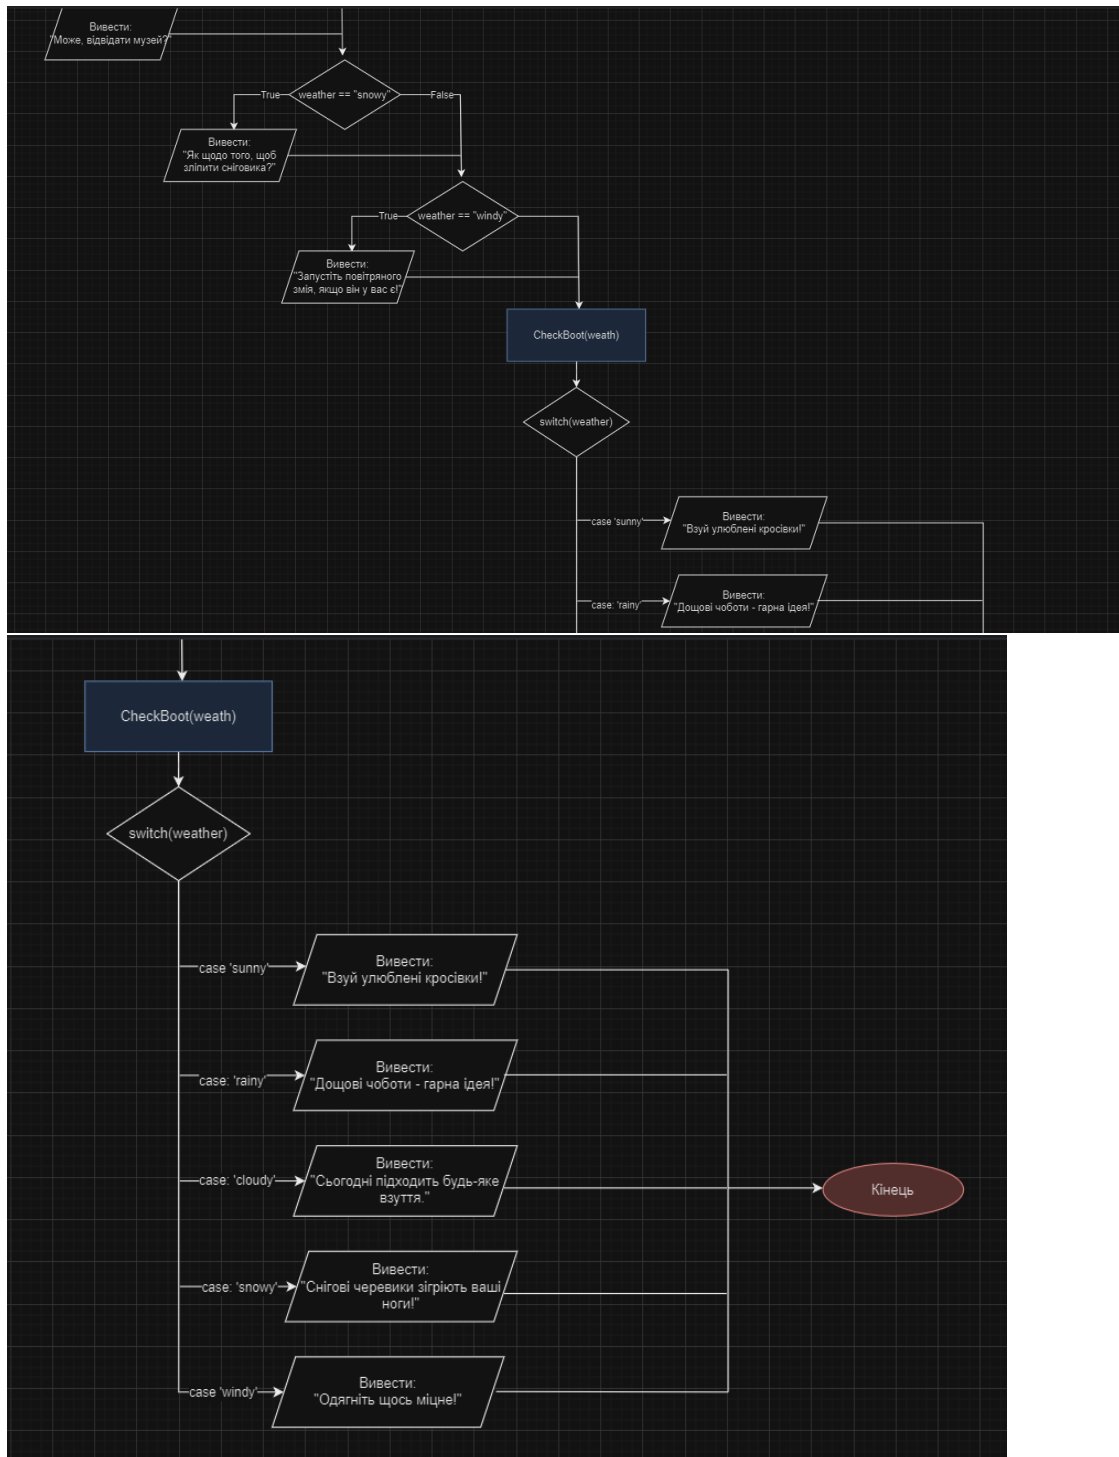 Вивести:
"Може, відвідати музей?"
weather == "snowy"
True
False
Вивести:
"Як щодо того, щоб
зліпити сніговика?"
weather == "windy"
True
Вивести:
"Запустіть повітряного
змія, якщо він у вас є!"
CheckBoot(weath)
switch(weather)
case 'sunny'
Вивести:
"Взуй улюблені кросівки!"
case: 'rainy'
Вивести:
"Дощові чоботи - гарна ідея!"
CheckBoot(weath)
switch(weather)
case 'sunny'
Вивести:
"Взуй улюблені кросівки!"
case: 'rainy'
Вивести:
"Дощові чоботи - гарна ідея!"
case: 'cloudy'
Вивести:
"Сьогодні підходить будь-яке
взуття."
Кінець
case: 'snowy'
Вивести:
"Снігові черевики зігріють ваші
ноги!"
case 'windy'
Вивести:
"Одягніть щось міцне!"